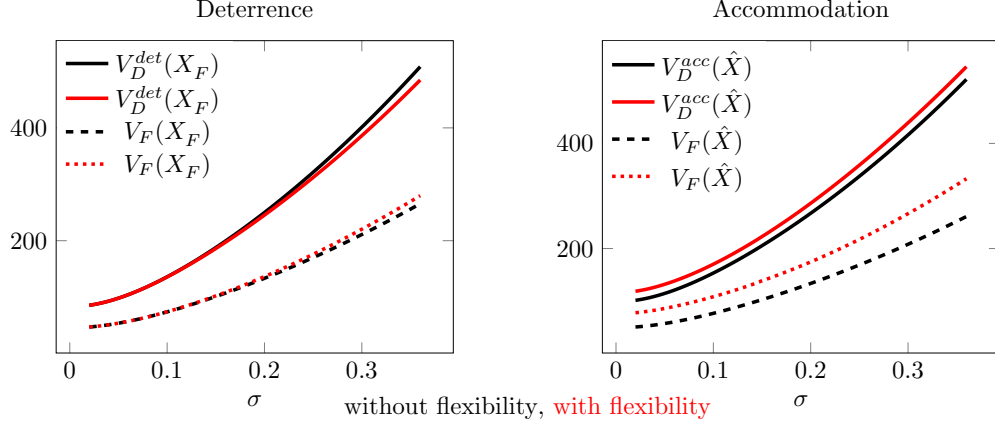 Deterrence
V_D^{det}(X_F)
V_D^{det}(X_F)
V_F(X_F)
V_F(X_F)
400
200
0 0.1 0.2 0.3
σ
Accommodation
V_D^{acc}(X̂)
V_D^{acc}(X̂)
V_F(X̂)
V_F(X̂)
400
200
0 0.1 0.2 0.3
σ
without flexibility, with flexibility